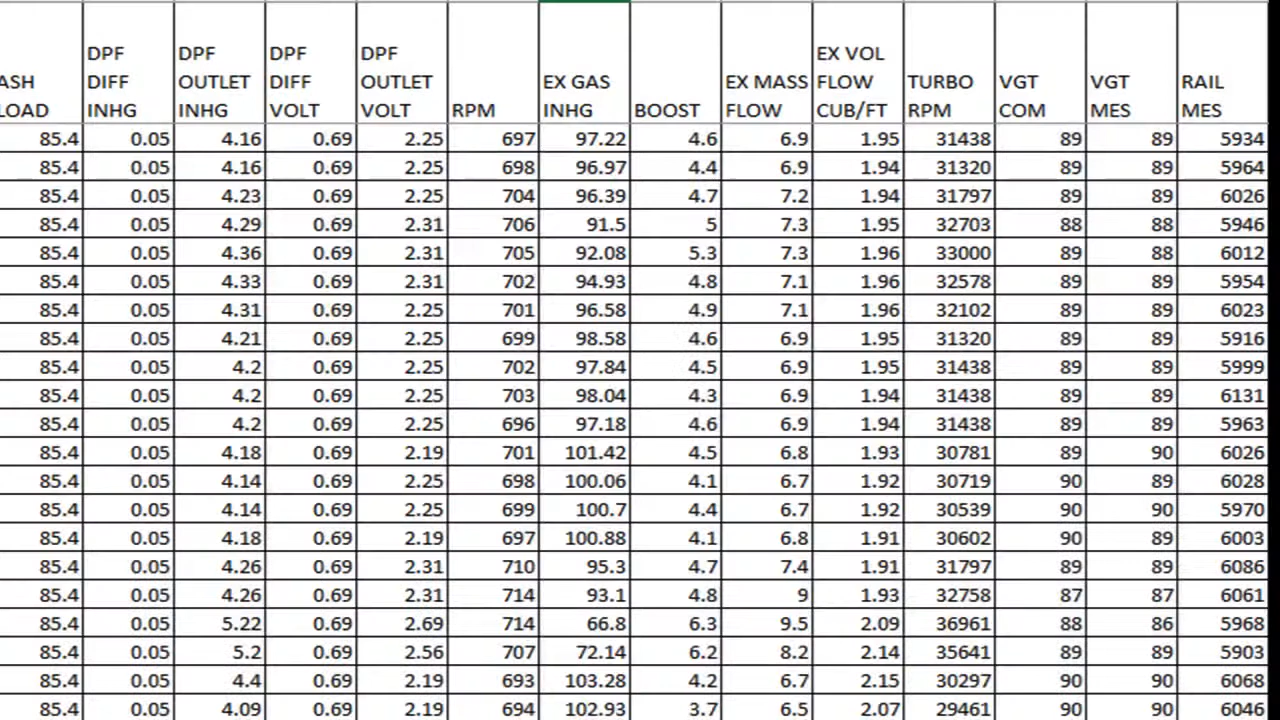 ASH LOAD DPF DIFF INHG DPF OUTLET INHG DPF DIFF VOLT DPF OUTLET VOLT RPM EX GAS INHG BOOST EX MASS FLOW EX VOL FLOW CUB/FT TURBO RPM VGT COM VGT MES RAIL MES
85.4 0.05 4.16 0.69 2.25 697 97.22 4.6 6.9 1.95 31438 89 89 5934
85.4 0.05 4.16 0.69 2.25 698 96.97 4.4 6.9 1.94 31320 89 89 5964
85.4 0.05 4.23 0.69 2.25 704 96.39 4.7 7.2 1.94 31797 89 89 6026
85.4 0.05 4.29 0.69 2.31 706 91.5 5 7.3 1.95 32703 88 88 5946
85.4 0.05 4.36 0.69 2.31 705 92.08 5.3 7.3 1.96 33000 89 88 6012
85.4 0.05 4.33 0.69 2.31 702 94.93 4.8 7.1 1.96 32578 89 89 5954
85.4 0.05 4.31 0.69 2.25 701 96.58 4.9 7.1 1.96 32102 89 89 6023
85.4 0.05 4.21 0.69 2.25 699 98.58 4.6 6.9 1.95 31320 89 89 5916
85.4 0.05 4.2 0.69 2.25 702 97.84 4.5 6.9 1.95 31438 89 89 5999
85.4 0.05 4.2 0.69 2.25 703 98.04 4.3 6.9 1.94 31438 89 89 6131
85.4 0.05 4.2 0.69 2.25 696 97.18 4.6 6.9 1.94 31438 89 89 5963
85.4 0.05 4.18 0.69 2.19 701 101.42 4.5 6.8 1.93 30781 89 90 6026
85.4 0.05 4.14 0.69 2.25 698 100.06 4.1 6.7 1.92 30719 90 89 6028
85.4 0.05 4.14 0.69 2.25 699 100.7 4.4 6.7 1.92 30539 90 90 5970
85.4 0.05 4.18 0.69 2.19 697 100.88 4.1 6.8 1.91 30602 90 89 6003
85.4 0.05 4.26 0.69 2.31 710 95.3 4.7 7.4 1.91 31797 89 89 6086
85.4 0.05 4.26 0.69 2.31 714 93.1 4.8 9 1.93 32758 87 87 6061
85.4 0.05 5.22 0.69 2.69 714 66.8 6.3 9.5 2.09 36961 88 86 5968
85.4 0.05 5.2 0.69 2.56 707 72.14 6.2 8.2 2.14 35641 89 89 5903
85.4 0.05 4.4 0.69 2.19 693 103.28 4.2 6.7 2.15 30297 90 90 6068
85.4 0.05 4.09 0.69 2.19 694 102.93 3.7 6.5 2.07 29461 90 90 6046